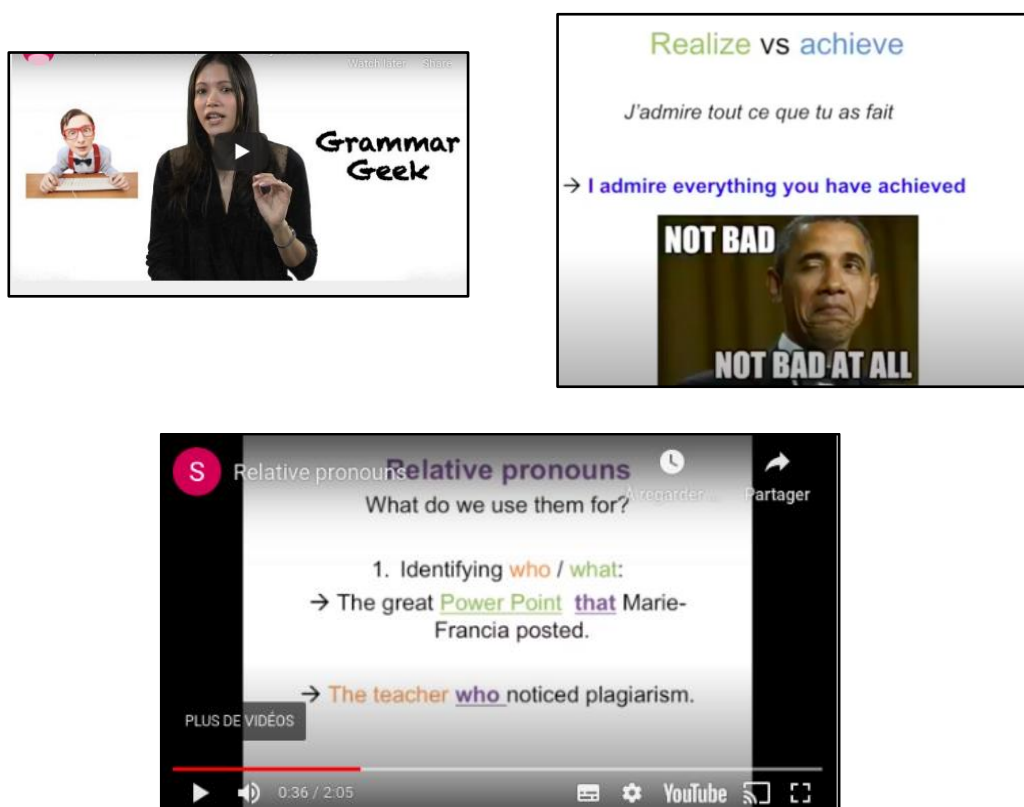 Watch later Share
Grammar
Geek
Realize vs achieve
J'admire tout ce que tu as fait
→ I admire everything you have achieved
NOT BAD
NOT BAD AT ALL
S Relative pronouns
Relative pronouns
À regarder... Partager
What do we use them for?
1. Identifying who / what:
→ The great Power Point that Marie-
Francia posted.
→ The teacher who noticed plagiarism.
PLUS DE VIDÉOS
0:36 / 2:05 YouTube